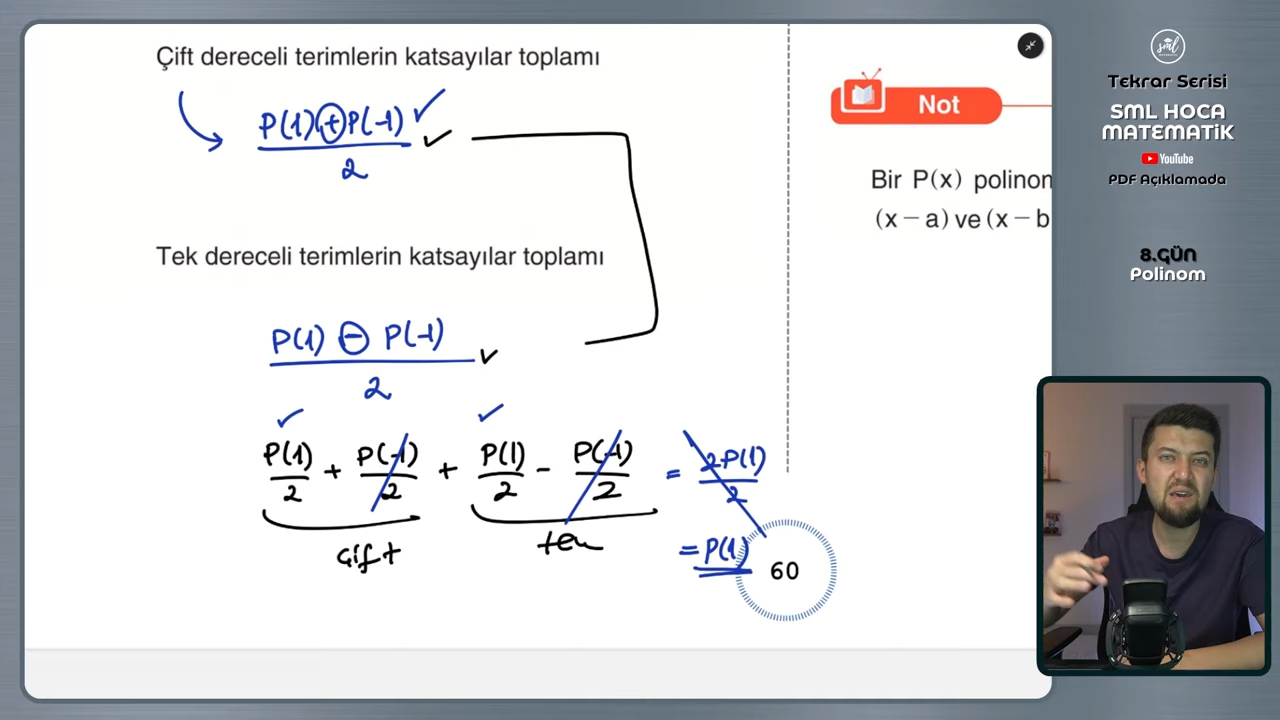 Çift dereceli terimlerin katsayılar toplamı
P(1) + P(-1)
2
Tek dereceli terimlerin katsayılar toplamı
P(1) - P(-1)
2
P(1)/2 + P(-1)/2 + P(1)/2 - P(-1)/2 = 2P(1)/2
çift tek
= P(1)
60
Not
Bir P(x) polinom
(x - a) ve (x - b
sml
Tekrar Serisi
SML HOCA
MATEMATİK
YouTube
PDF Açıklamada
8.GÜN
Polinom